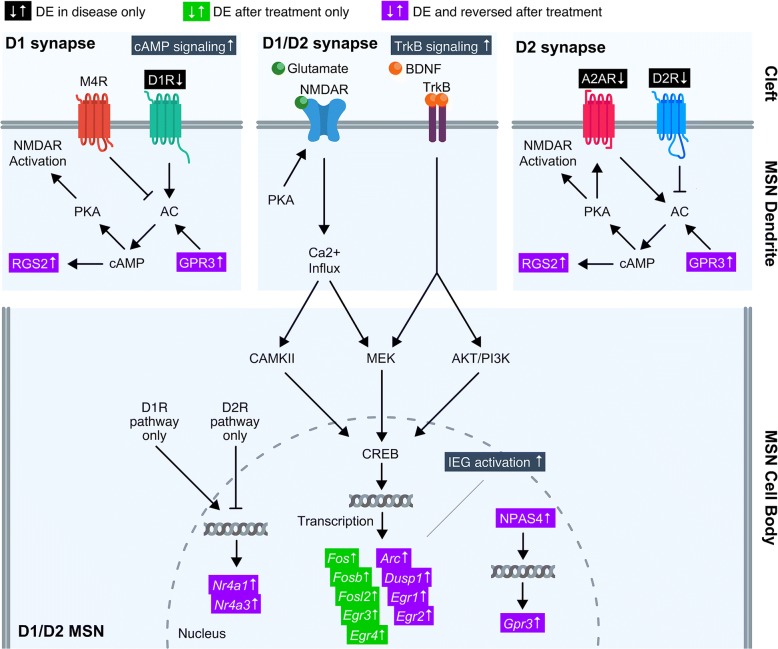 ↓↑ DE in disease only
↓↑ DE after treatment only
↓↑ DE and reversed after treatment
D1 synapse
cAMP signaling↑
M4R
D1R↓
NMDAR
Activation
PKA
AC
RGS2↑
cAMP
GPR3↑
D1/D2 synapse
TrkB signaling↑
Glutamate
BDNF
NMDAR
TrkB
PKA
Ca2+
Influx
D2 synapse
A2AR↓
D2R↓
NMDAR
Activation
PKA
AC
RGS2↑
cAMP
GPR3↑
Cleft
MSN Dendrite
CAMKII
MEK
AKT/PI3K
D1R
pathway
only
D2R
pathway
only
CREB
IEG activation ↑
Transcription
NPAS4↑
Nr4a1↑
Nr4a3↑
Fos↑
Fosb↑
Fosl2↑
Egr3↑
Egr4↑
Arc↑
Dusp1↑
Egr1↑
Egr2↑
Gpr3↑
D1/D2 MSN
Nucleus
MSN Cell Body